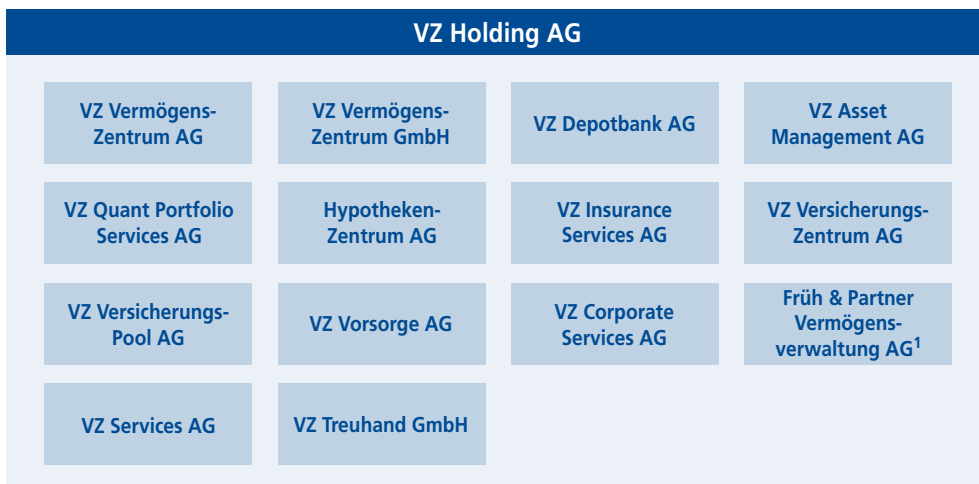 VZ Holding AG
VZ Vermögens-
Zentrum AG
VZ Vermögens-
Zentrum GmbH
VZ Depotbank AG
VZ Asset
Management AG
VZ Quant Portfolio
Services AG
Hypotheken-
Zentrum AG
VZ Insurance
Services AG
VZ Versicherungs-
Zentrum AG
VZ Versicherungs-
Pool AG
VZ Vorsorge AG
VZ Corporate
Services AG
Früh & Partner
Vermögens-
verwaltung AG¹
VZ Services AG
VZ Treuhand GmbH